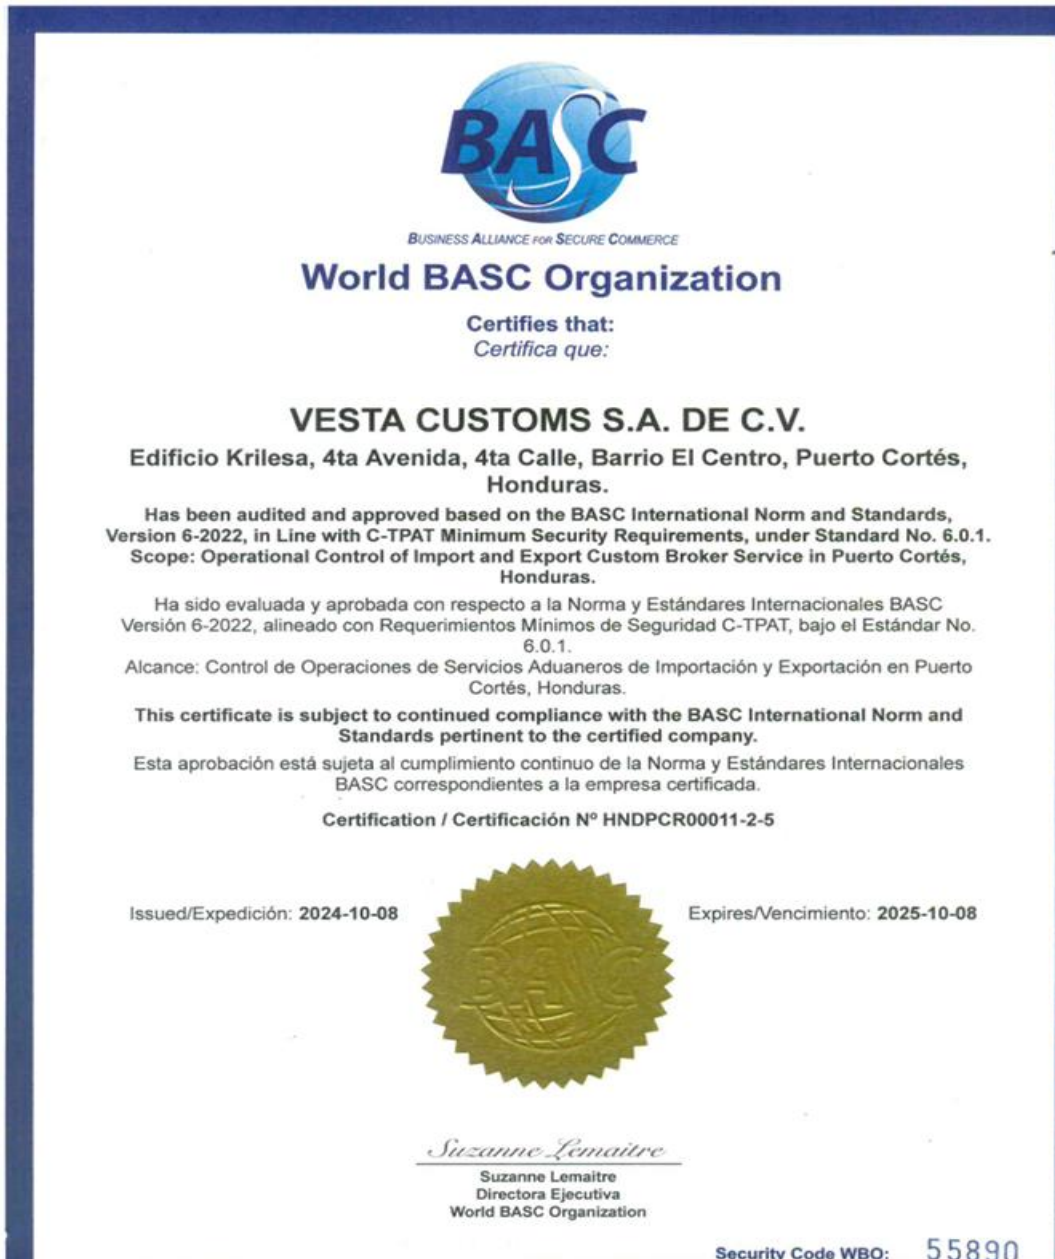 BASC
BUSINESS ALLIANCE FOR SECURE COMMERCE
World BASC Organization
Certifies that:
Certifica que:
VESTA CUSTOMS S.A. DE C.V.
Edificio Krilesa, 4ta Avenida, 4ta Calle, Barrio El Centro, Puerto Cortés,
Honduras.
Has been audited and approved based on the BASC International Norm and Standards,
Version 6-2022, in Line with C-TPAT Minimum Security Requirements, under Standard No. 6.0.1.
Scope: Operational Control of Import and Export Custom Broker Service in Puerto Cortés,
Honduras.
Ha sido evaluada y aprobada con respecto a la Norma y Estándares Internacionales BASC
Versión 6-2022, alineado con Requerimientos Mínimos de Seguridad C-TPAT, bajo el Estándar No.
6.0.1.
Alcance: Control de Operaciones de Servicios Aduaneros de Importación y Exportación en Puerto
Cortés, Honduras.
This certificate is subject to continued compliance with the BASC International Norm and
Standards pertinent to the certified company.
Esta aprobación está sujeta al cumplimiento continuo de la Norma y Estándares Internacionales
BASC correspondientes a la empresa certificada.
Certification / Certificación Nº HNDPCR00011-2-5
Issued/Expedición: 2024-10-08
Expires/Vencimiento: 2025-10-08
BASC
Suzanne Lemaitre
Suzanne Lemaitre
Directora Ejecutiva
World BASC Organization
Security Code WBO: 55890